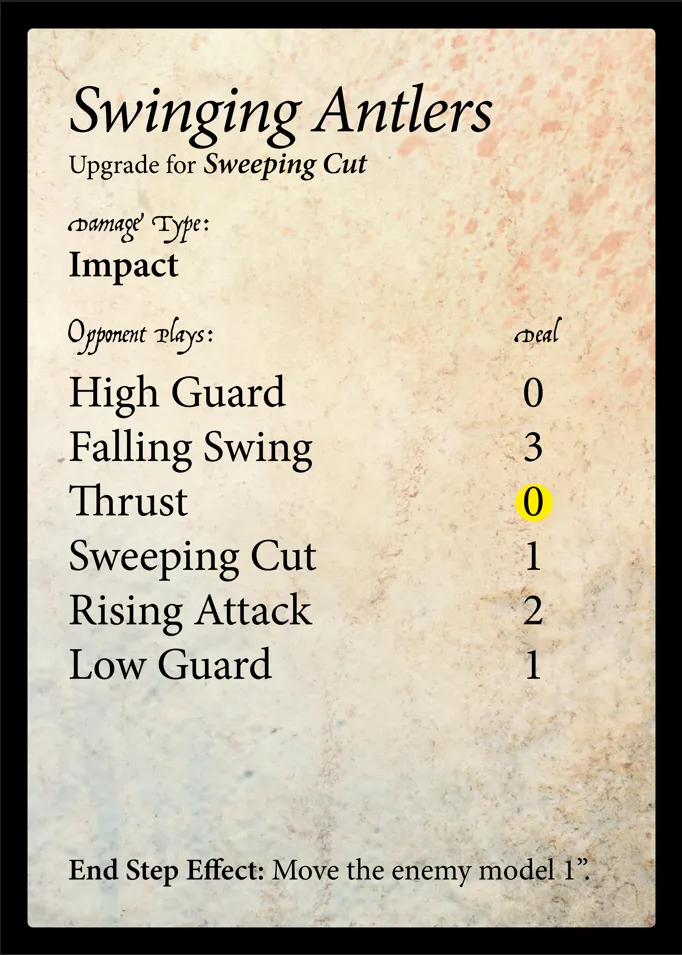 Swinging Antlers
Upgrade for Sweeping Cut
Damage Type:
Impact
Opponent Plays: Deal
High Guard 0
Falling Swing 3
Thrust 0
Sweeping Cut 1
Rising Attack 2
Low Guard 1
End Step Effect: Move the enemy model 1”.